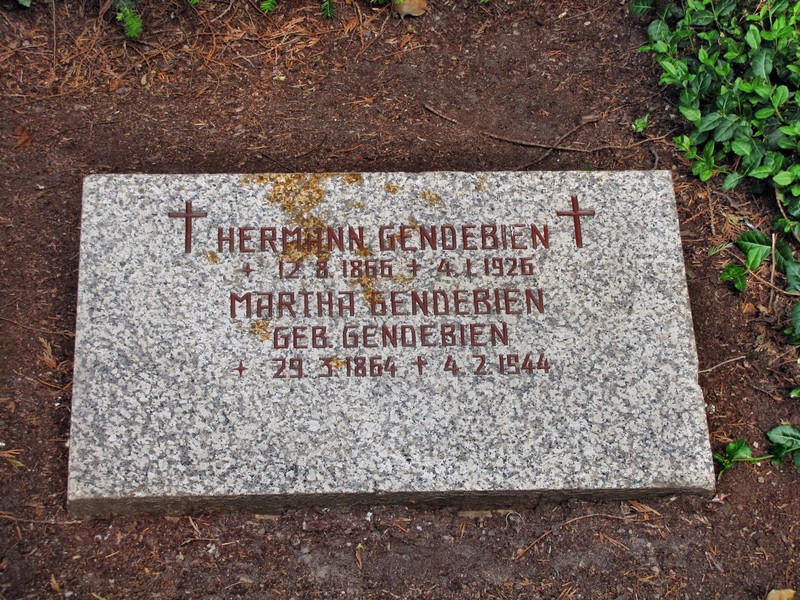 HERMANN GENDEBIEN
+ 12.8.1866 ✝ 4.1.1926
MARTHA GENDEBIEN
GEB. GENDEBIEN
+ 29.3.1864 ✝ 4.2.1944